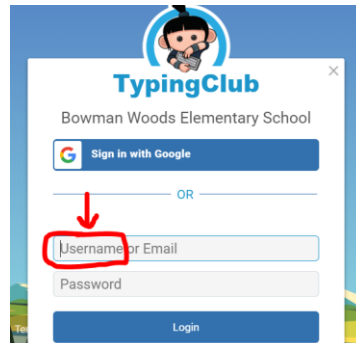 TypingClub
Bowman Woods Elementary School
Sign in with Google
OR
Username or Email
Password
Login